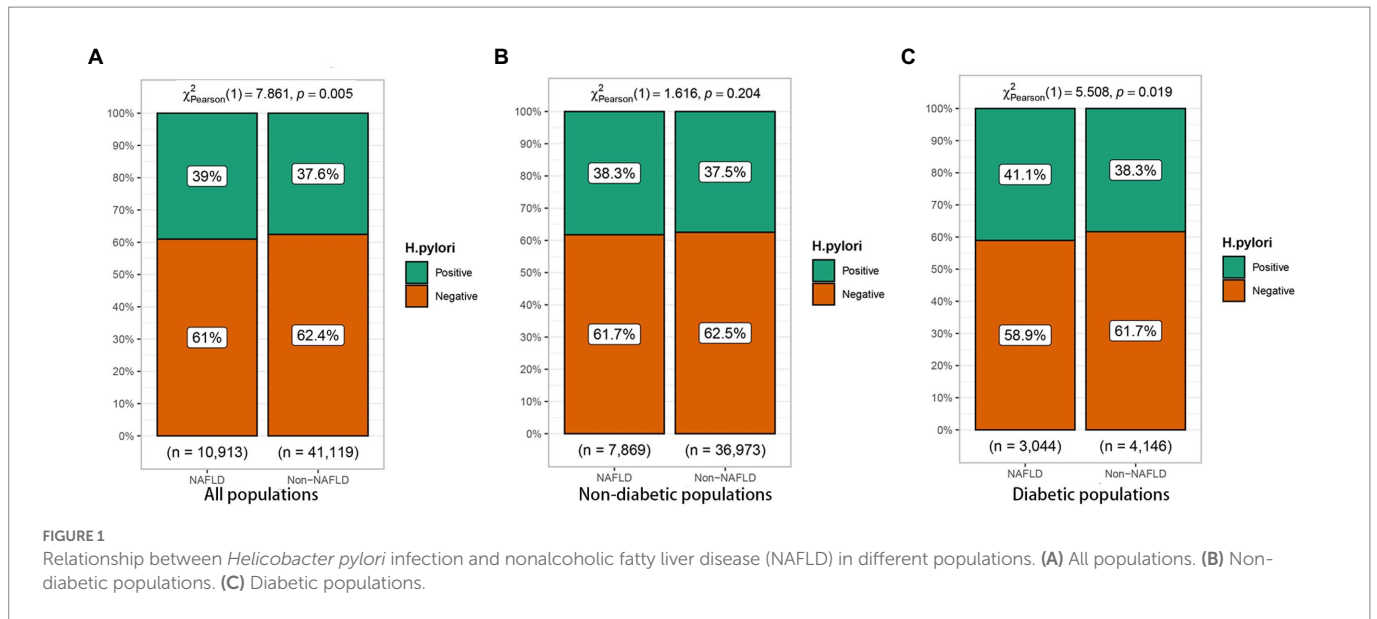 A
χ²Pearson(1) = 7.861, p = 0.005
100%
90%
80%
70%
60%
50%
40%
30%
20%
10%
0%
39%
37.6%
61%
62.4%
(n = 10,913)
(n = 41,119)
NAFLD
Non−NAFLD
All populations
H.pylori
Positive
Negative
B
χ²Pearson(1) = 1.616, p = 0.204
100%
90%
80%
70%
60%
50%
40%
30%
20%
10%
0%
38.3%
37.5%
61.7%
62.5%
(n = 7,869)
(n = 36,973)
NAFLD
Non−NAFLD
Non-diabetic populations
H.pylori
Positive
Negative
C
χ²Pearson(1) = 5.508, p = 0.019
100%
90%
80%
70%
60%
50%
40%
30%
20%
10%
0%
41.1%
38.3%
58.9%
61.7%
(n = 3,044)
(n = 4,146)
NAFLD
Non−NAFLD
Diabetic populations
H.pylori
Positive
Negative
FIGURE 1
Relationship between Helicobacter pylori infection and nonalcoholic fatty liver disease (NAFLD) in different populations. (A) All populations. (B) Non-
diabetic populations. (C) Diabetic populations.